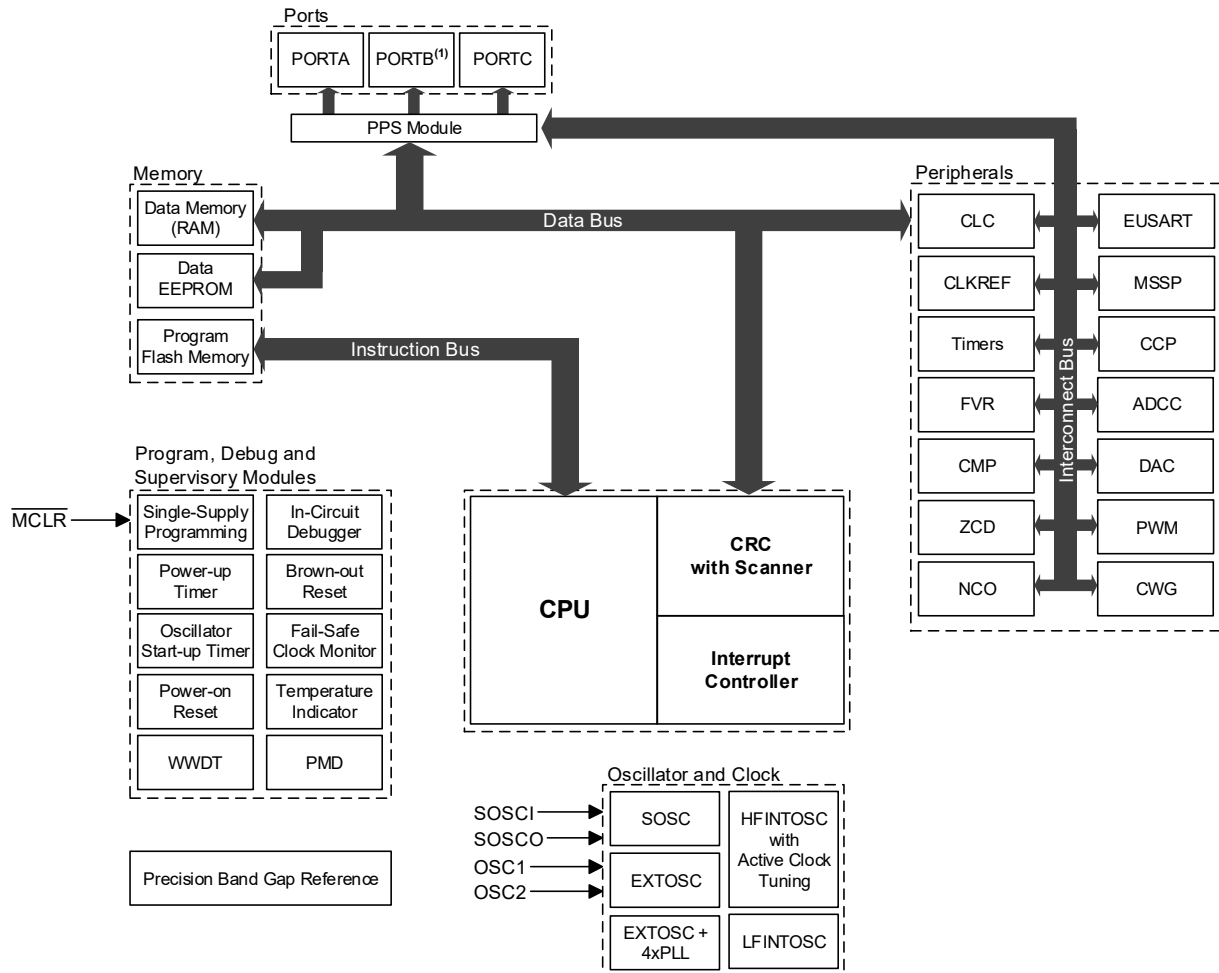 Ports
PORTA
PORTB(1)
PORTC
PPS Module
Memory
Data Memory
(RAM)
Data
EEPROM
Program
Flash Memory
Data Bus
Instruction Bus
Peripherals
CLC
EUSART
CLKREF
MSSP
Timers
CCP
FVR
ADCC
CMP
DAC
ZCD
PWM
NCO
CWG
Interconnect Bus
Program, Debug and
Supervisory Modules
MCLR
Single-Supply
Programming
In-Circuit
Debugger
Power-up
Timer
Brown-out
Reset
Oscillator
Start-up Timer
Fail-Safe
Clock Monitor
Power-on
Reset
Temperature
Indicator
WWDT
PMD
CPU
CRC
with Scanner
Interrupt
Controller
Precision Band Gap Reference
Oscillator and Clock
SOSCI
SOSCO
OSC1
OSC2
SOSC
HFINTOSC
with
Active Clock
Tuning
EXTOSC
EXTOSC +
4xPLL
LFINTOSC